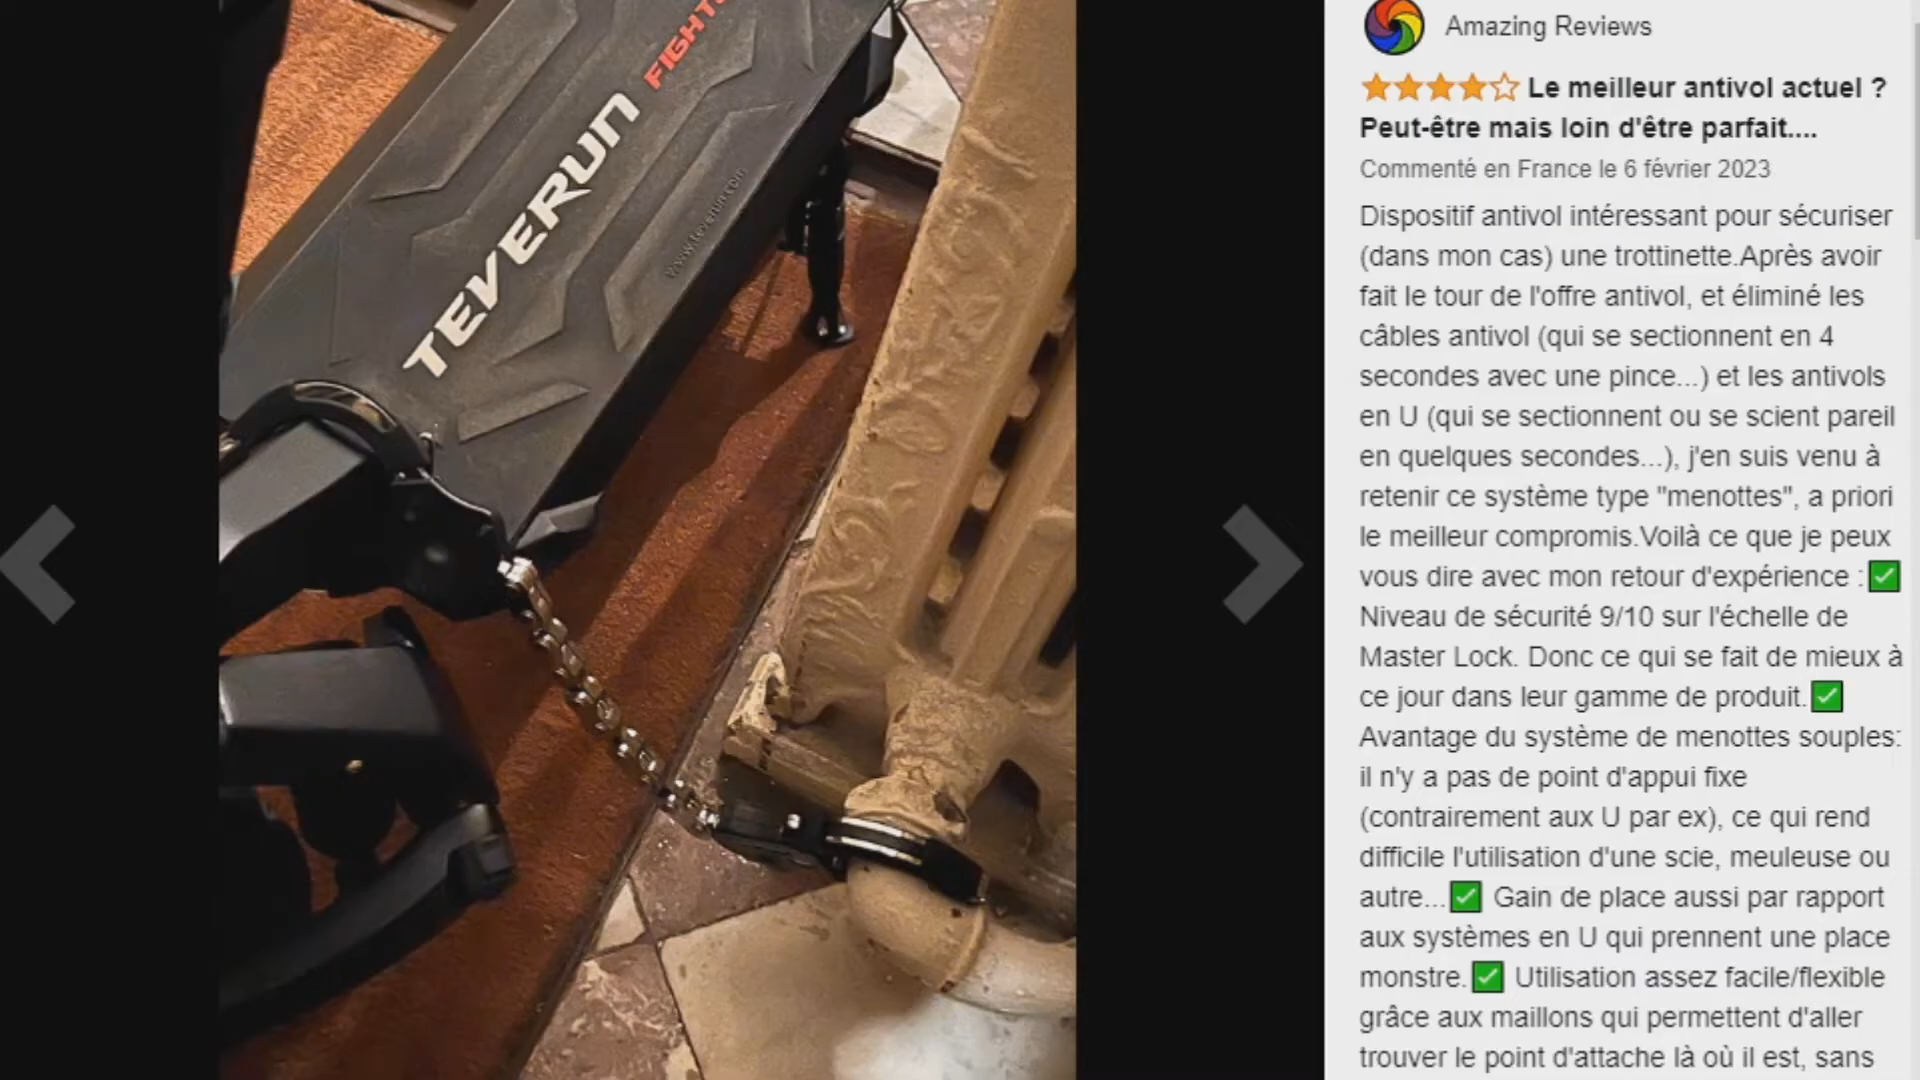 FIGHT
TEVERUN
www.teverun.com
Amazing Reviews
Le meilleur antivol actuel ?
Peut-être mais loin d'être parfait....
Commenté en France le 6 février 2023
Dispositif antivol intéressant pour sécuriser
(dans mon cas) une trottinette.Après avoir
fait le tour de l'offre antivol, et éliminé les
câbles antivol (qui se sectionnent en 4
secondes avec une pince...) et les antivols
en U (qui se sectionnent ou se scient pareil
en quelques secondes...), j'en suis venu à
retenir ce système type "menottes", a priori
le meilleur compromis.Voilà ce que je peux
vous dire avec mon retour d'expérience :✅
Niveau de sécurité 9/10 sur l'échelle de
Master Lock. Donc ce qui se fait de mieux à
ce jour dans leur gamme de produit.✅
Avantage du système de menottes souples:
il n'y a pas de point d'appui fixe
(contrairement aux U par ex), ce qui rend
difficile l'utilisation d'une scie, meuleuse ou
autre...✅ Gain de place aussi par rapport
aux systèmes en U qui prennent une place
monstre.✅ Utilisation assez facile/flexible
grâce aux maillons qui permettent d'aller
trouver le point d'attache là où il est, sans